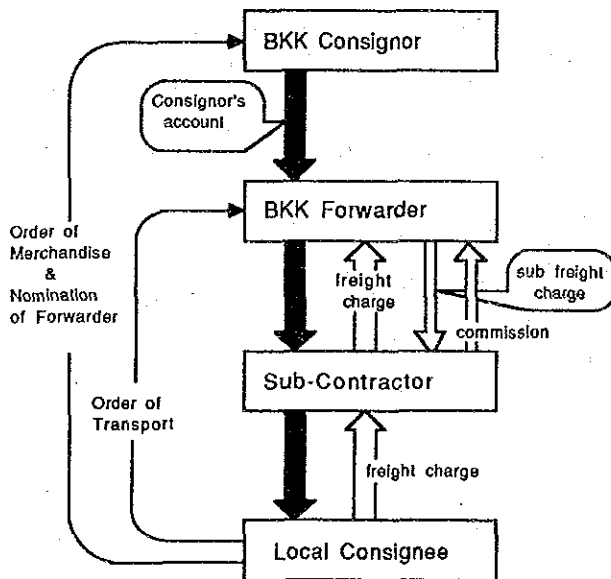 BKK Consignor
Consignor's
account
BKK Forwarder
Order of
Merchandise
&
Nomination
of Forwarder
freight
charge
sub freight
charge
commission
Sub-Contractor
Order of
Transport
freight charge
Local Consignee